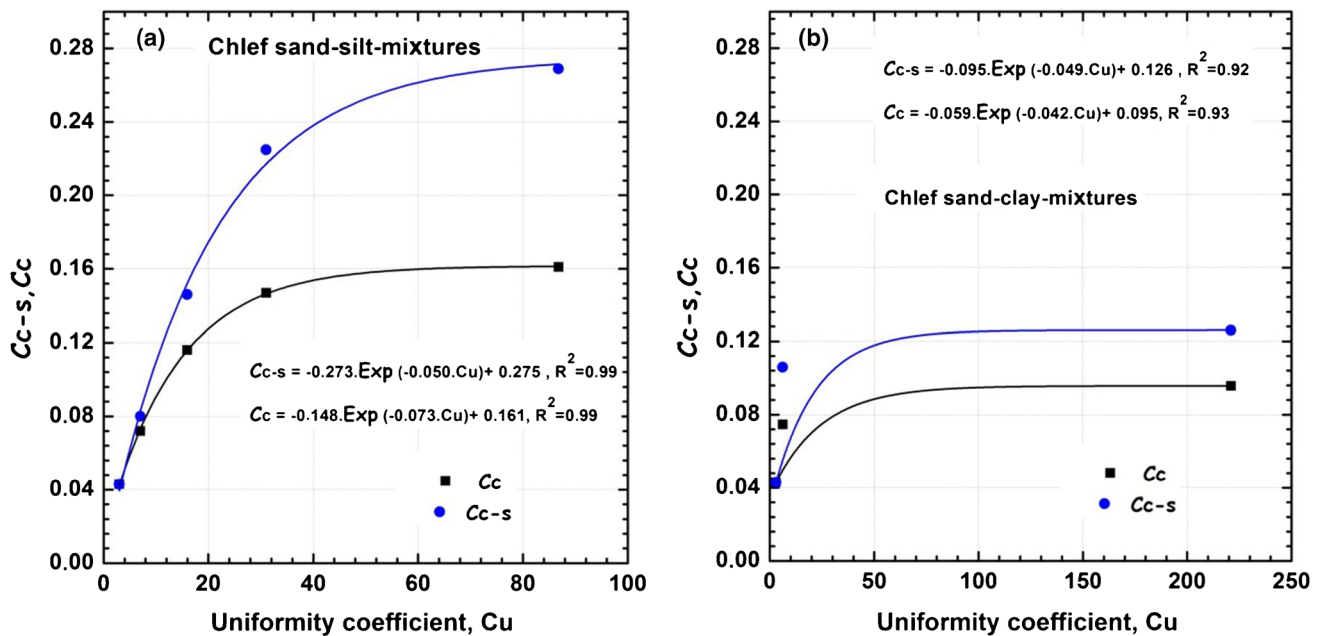 (a)
Chlef sand-silt-mixtures
0.28
0.24
0.20
0.16
0.12
0.08
0.04
0.00
Cc-s,Cc
Cc-s = -0.273.Exp (-0.050.Cu)+ 0.275 , R²=0.99
Cc = -0.148.Exp (-0.073.Cu)+ 0.161, R²=0.99
Cc
Cc-s
0 20 40 60 80 100
Uniformity coefficient, Cu
(b)
Cc-s = -0.095.Exp (-0.049.Cu)+ 0.126 , R²=0.92
Cc = -0.059.Exp (-0.042.Cu)+ 0.095, R²=0.93
Chlef sand-clay-mixtures
0.28
0.24
0.20
0.16
0.12
0.08
0.04
0.00
Cc-s,Cc
Cc
Cc-s
0 50 100 150 200 250
Uniformity coefficient, Cu